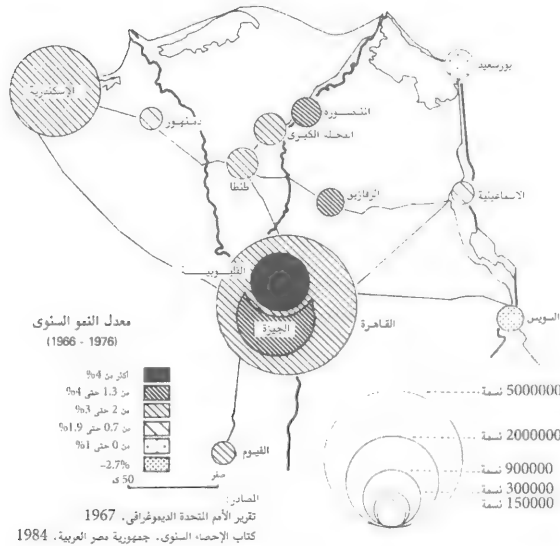 بورسعيد
الإسكندرية
المنصورة
دمنهور
المحلة الكبرى
طنطا
الزقازيق
الاسماعيلية
القليوبية
السويس
القاهرة
الجيزة
معدل النمو السنوى
(1966 - 1976)
أكثر من 4%
من 1.3 حتى 4%
من 2 حتى 3%
من 0.7 حتى 1.9%
من 0 حتى 1%
-2.7%
5000000 نسمة
2000000 نسمة
900000 نسمة
300000 نسمة
150000 نسمة
الفيوم
صفر
50 ك
المصادر:
تقرير الأمم المتحدة الديموغرافى، 1967
كتاب الإحصاء السنوى. جمهورية مصر العربية. 1984